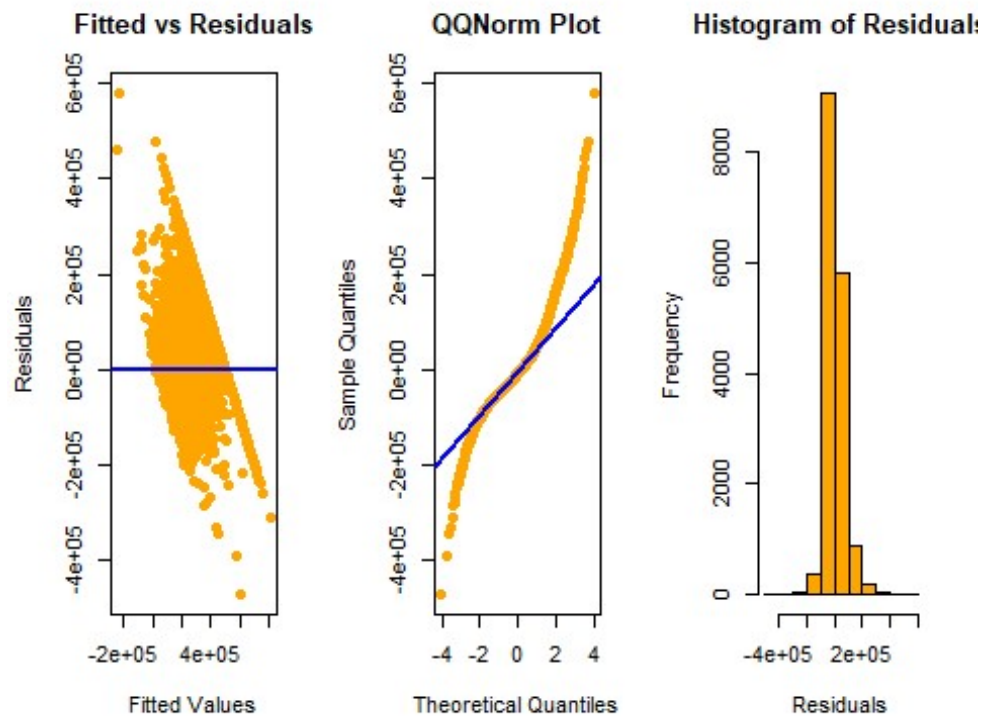 Fitted vs Residuals
Residuals
6e+05
4e+05
2e+05
0e+00
-2e+05
-4e+05
-2e+05 4e+05
Fitted Values
QQNorm Plot
Sample Quantiles
6e+05
4e+05
2e+05
0e+00
-2e+05
-4e+05
-4 -2 0 2 4
Theoretical Quantiles
Histogram of Residuals
Frequency
8000
6000
4000
2000
0
-4e+05 2e+05
Residuals